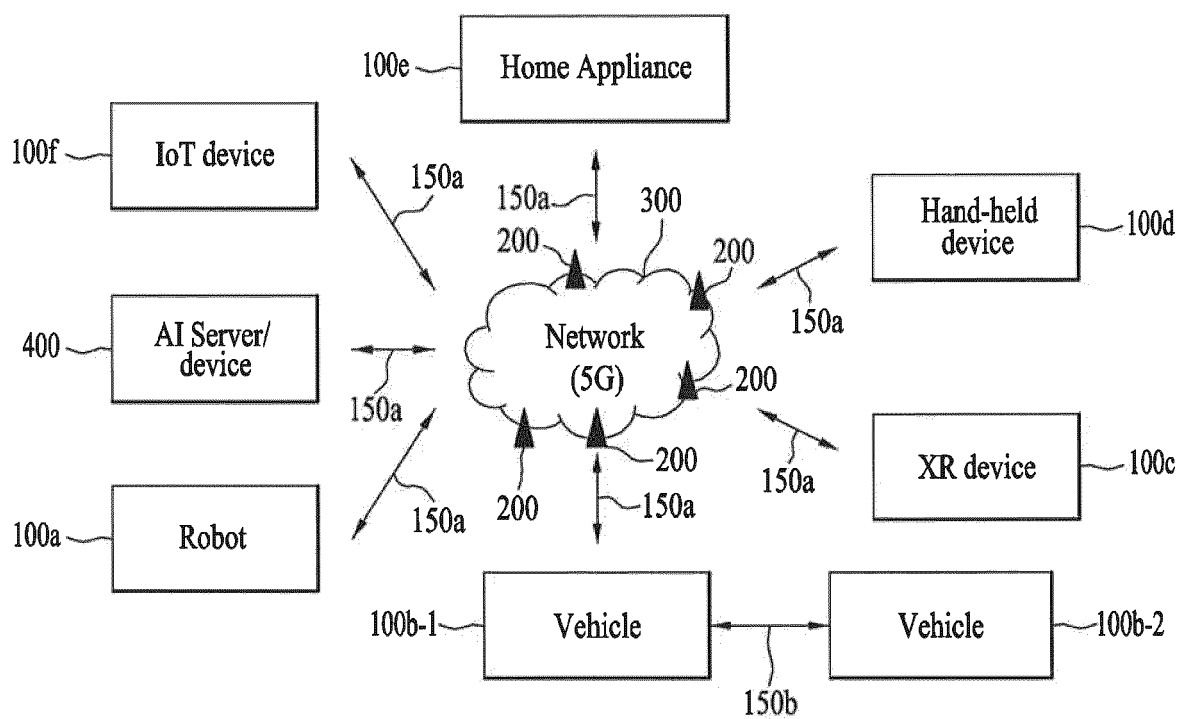 100e
Home Appliance
100f
IoT device
150a
150a
300
Hand-held
device
100d
200
200
150a
400
AI Server/
device
Network
(5G)
150a
200
150a
200
XR device
100c
150a
200
150a
150a
100a
Robot
100b-1
Vehicle
Vehicle
100b-2
150b